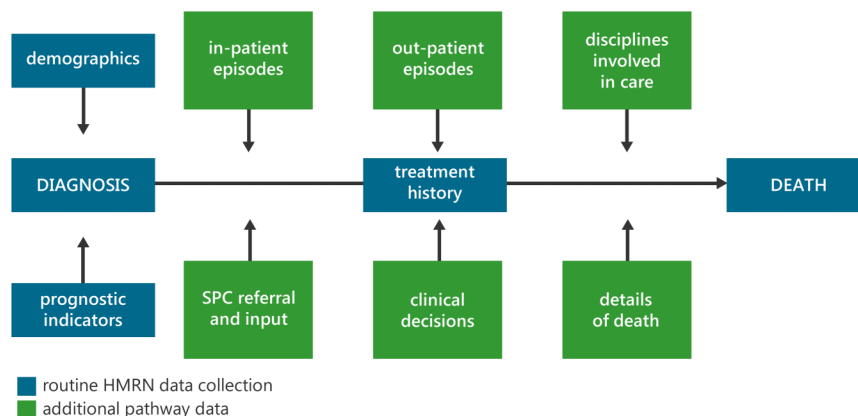 demographics
in-patient
episodes
out-patient
episodes
disciplines
involved
in care
DIAGNOSIS
treatment
history
DEATH
prognostic
indicators
SPC referral
and input
clinical
decisions
details
of death
routine HMRN data collection
additional pathway data